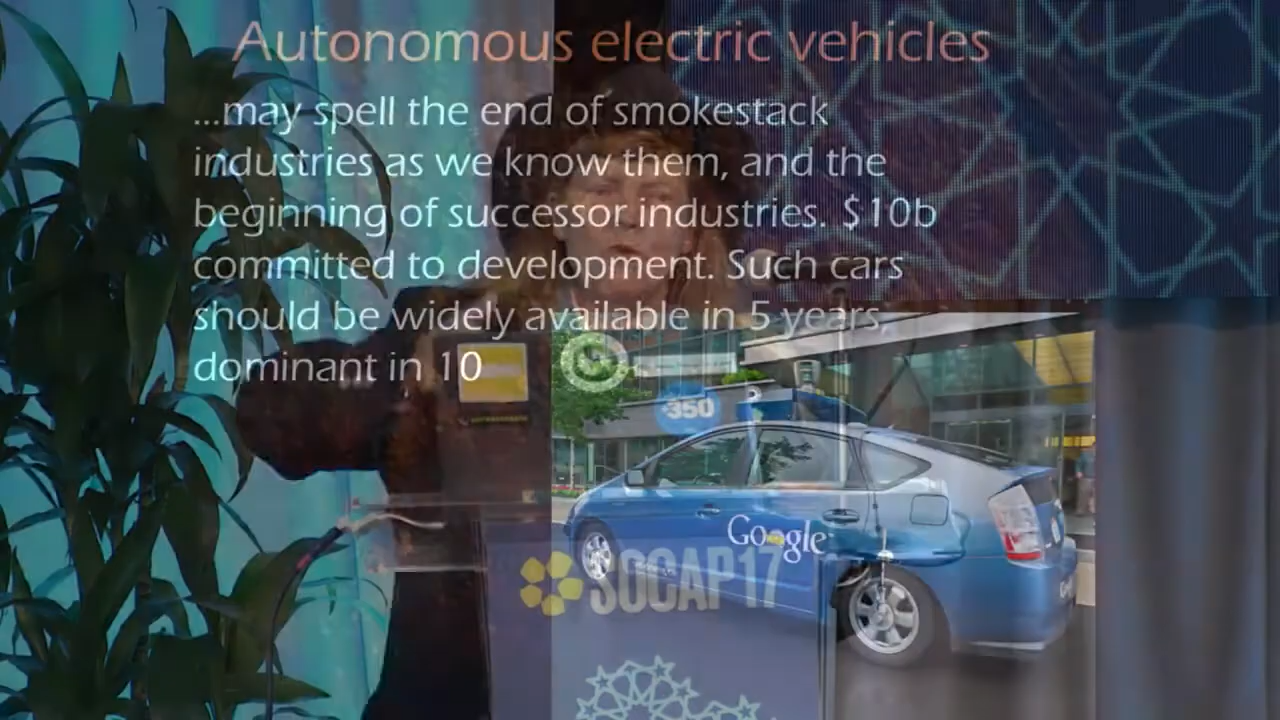 Autonomous electric vehicles
...may spell the end of smokestack
industries as we know them, and the
beginning of successor industries. $10b
committed to development. Such cars
should be widely available in 5 years,
dominant in 10
350
Google
SOCAP17